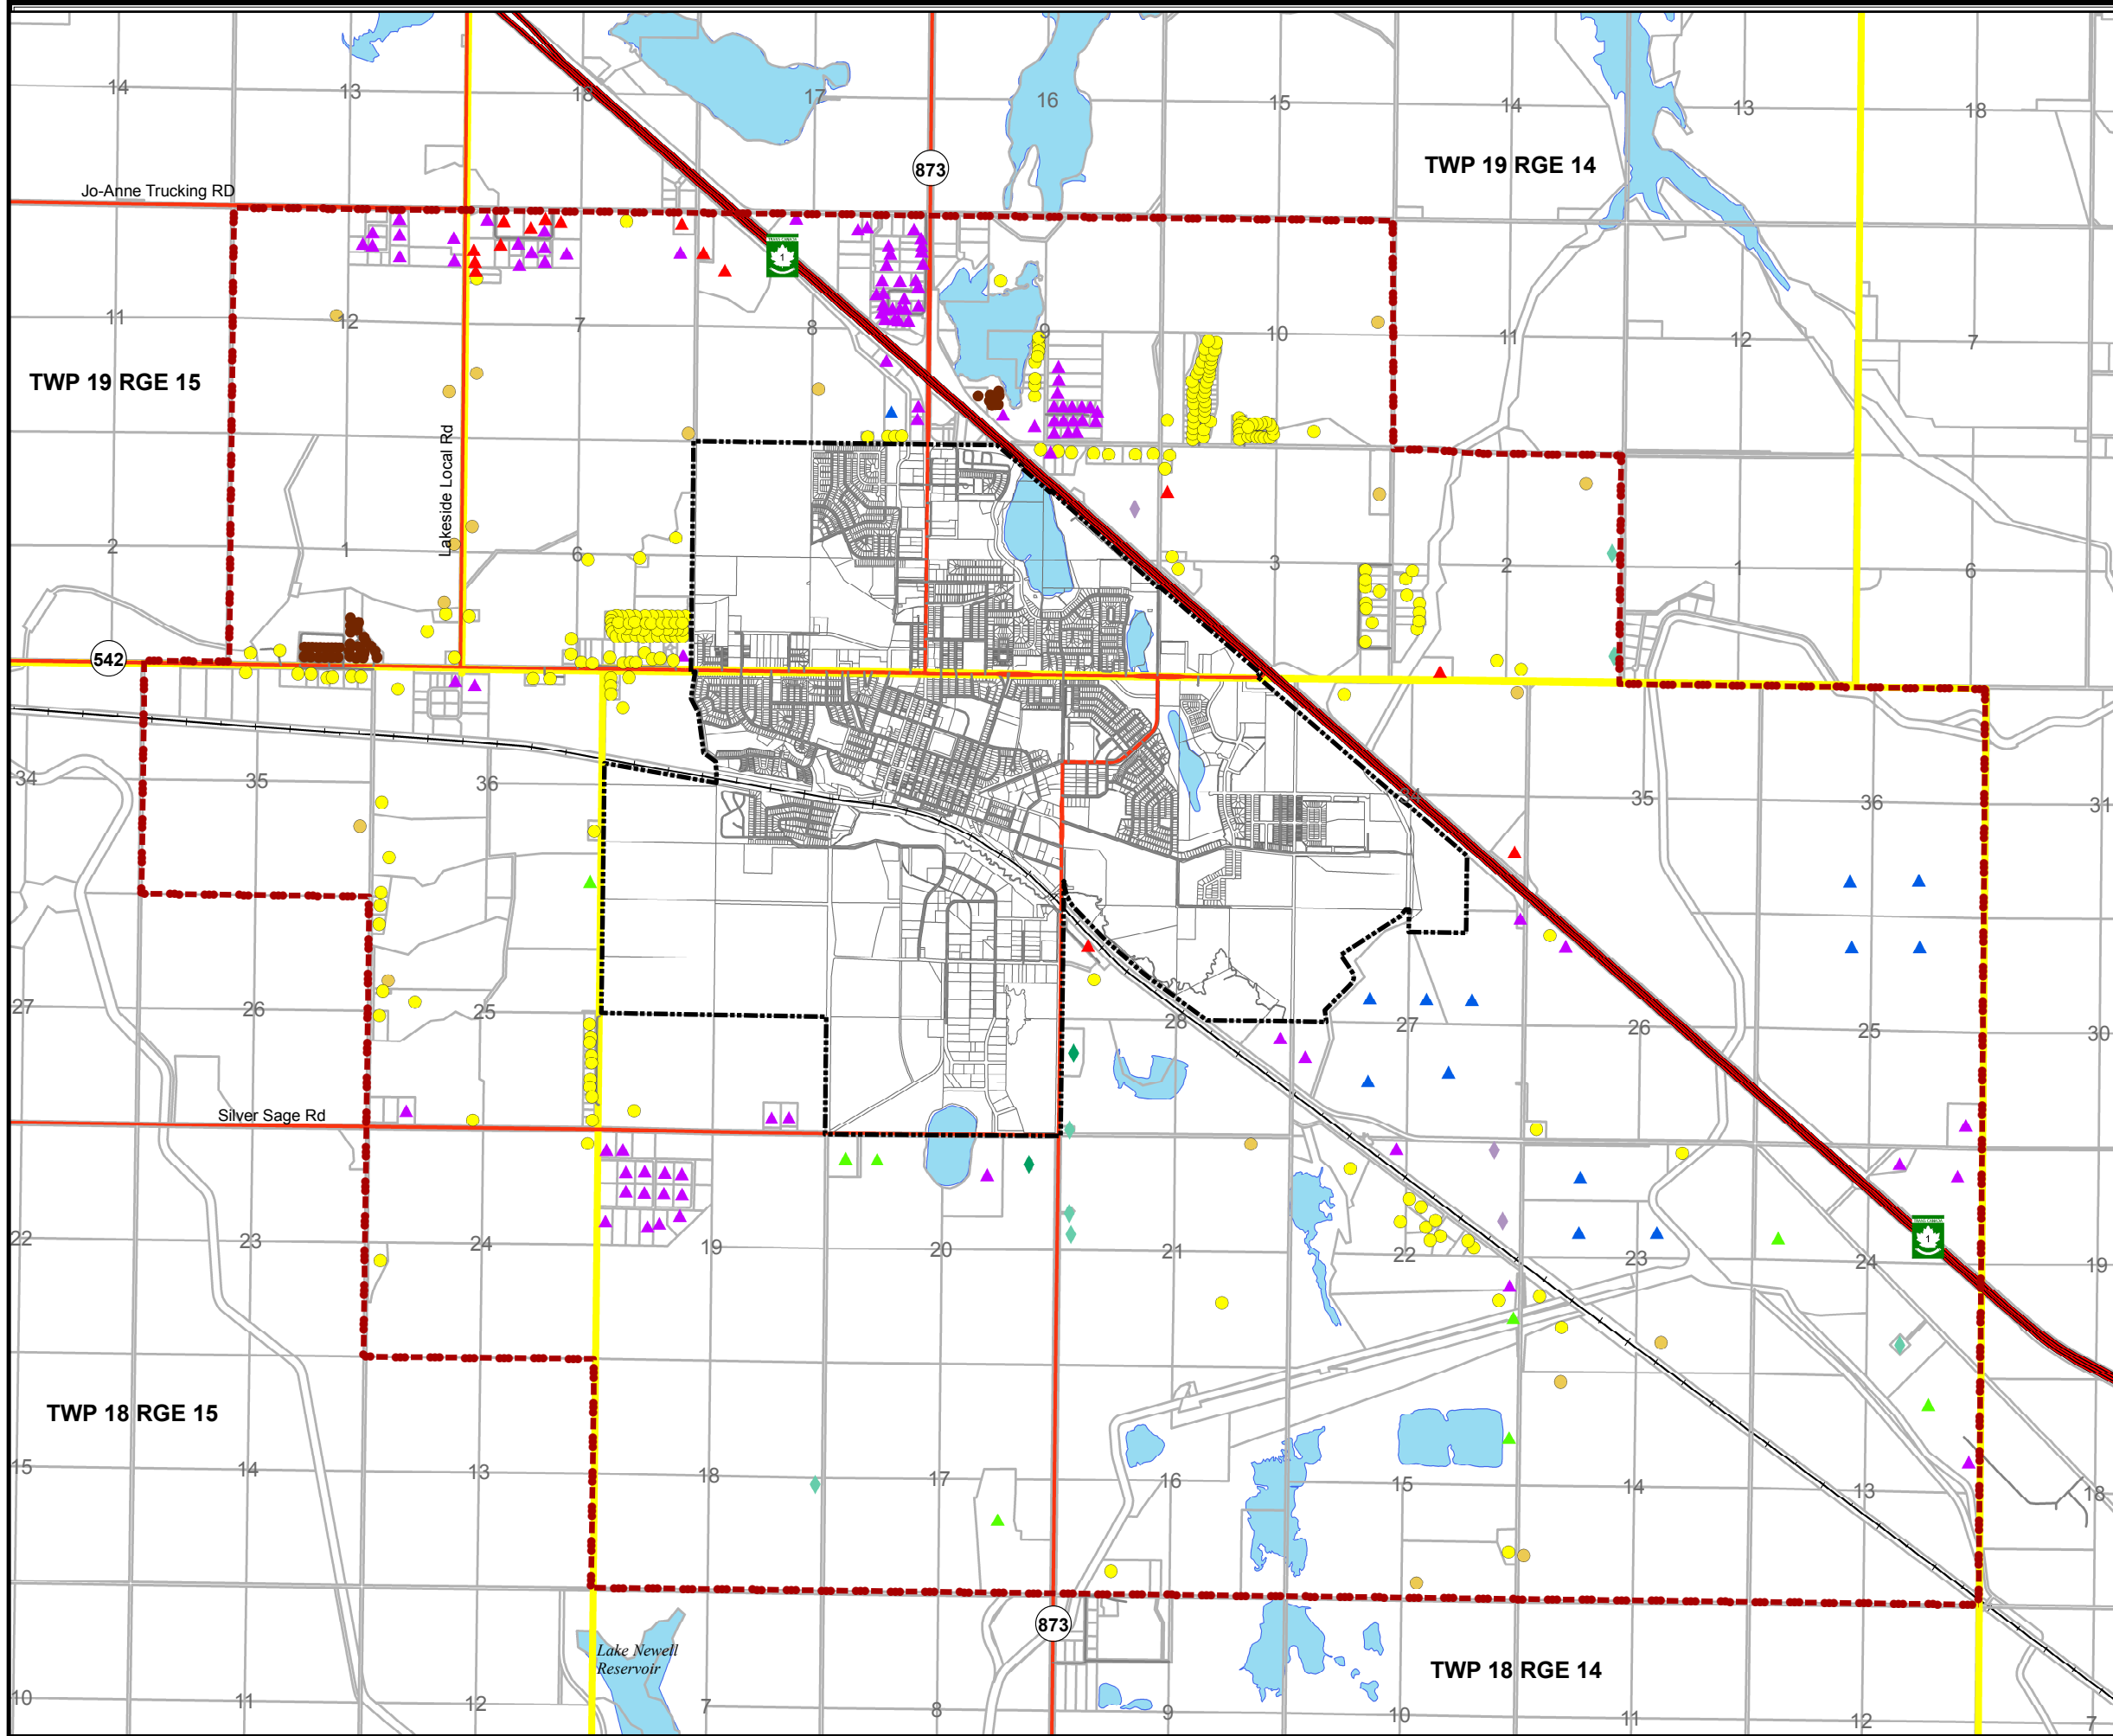 14 13 18 17 16 15 14 13 18
873
TWP 19 RGE 14
Jo-Anne Trucking RD
1
11 12 7 8 9 10 11 12 7
TWP 19 RGE 15
Lakeside Local Rd
2 1 6 3 2 1 6
542
34 35 36 34 35 36 31
27 26 25 28 27 26 25 30
Silver Sage Rd
22 23 24 19 20 21 22 23 24 19
1
TWP 18 RGE 15
15 14 13 18 17 16 15 14 13 18
873
Lake Newell
Reservoir
TWP 18 RGE 14
10 11 12 7 8 9 10 11 12 7